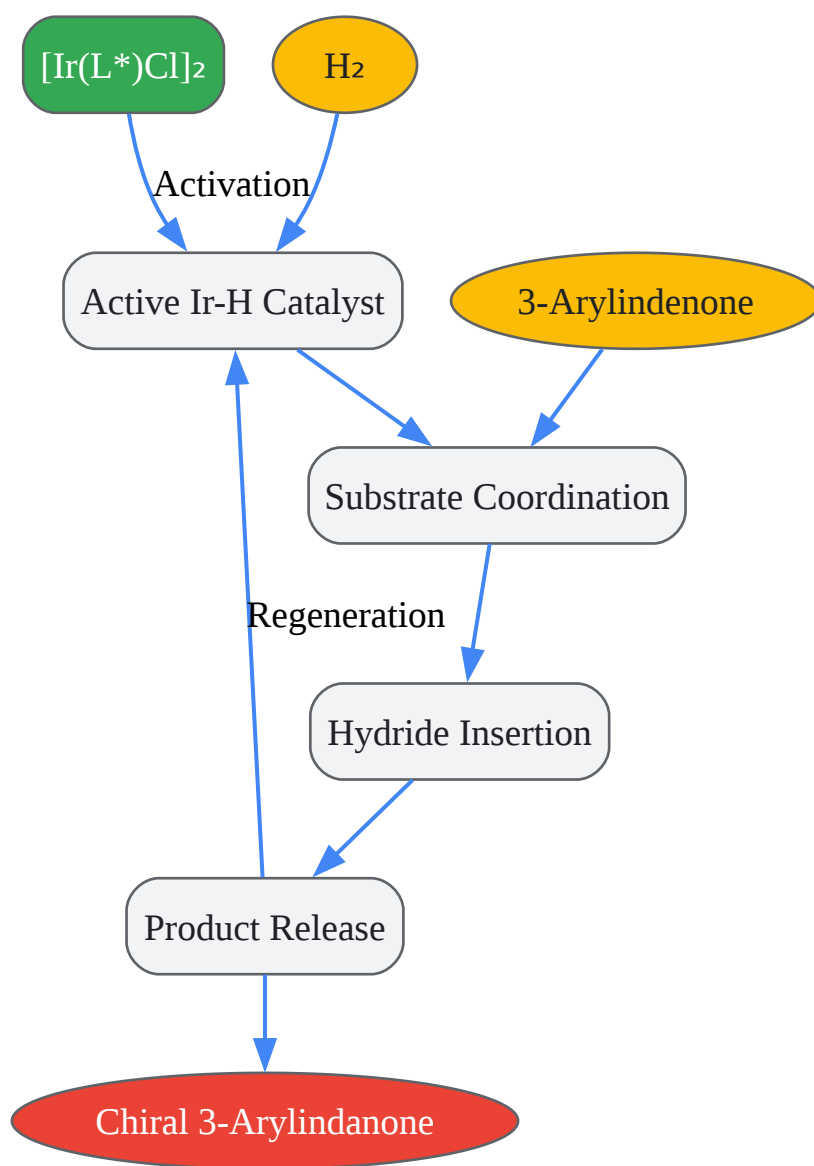 [Ir(L*)Cl]₂
H₂
Activation
Active Ir-H Catalyst
3-Arylindenone
Substrate Coordination
Regeneration
Hydride Insertion
Product Release
Chiral 3-Arylindanone